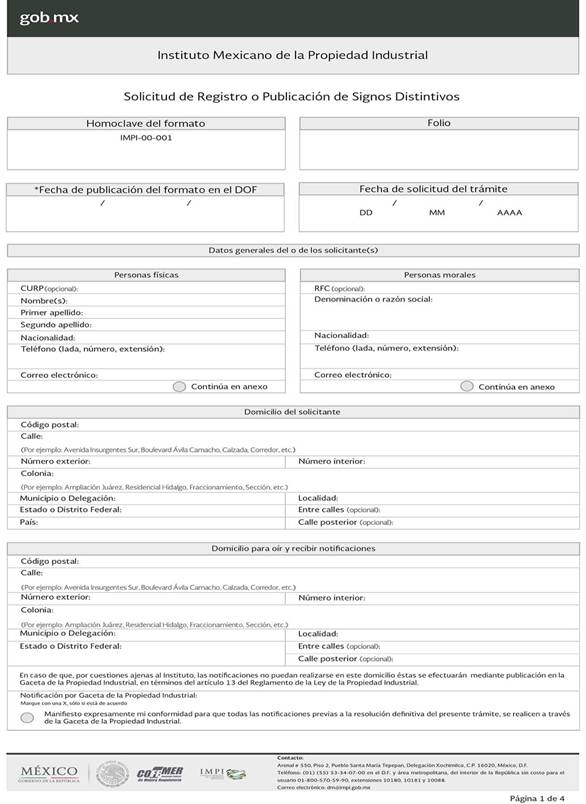 gob.mx
Instituto Mexicano de la Propiedad Industrial
Solicitud de Registro o Publicación de Signos Distintivos
Homoclave del formato
IMPI-00-001
Folio
*Fecha de publicación del formato en el DOF
/ /
Fecha de solicitud del trámite
/ /
DD MM AAAA
Datos generales del o de los solicitante(s)
Personas físicas
CURP(opcional):
Nombre(s):
Primer apellido:
Segundo apellido:
Nacionalidad:
Teléfono (lada, número, extensión):
Correo electrónico:
Continúa en anexo
Personas morales
RFC (opcional):
Denominación o razón social:
Nacionalidad:
Teléfono (lada, número, extensión):
Correo electrónico:
Continúa en anexo
Domicilio del solicitante
Código postal:
Calle:
(Por ejemplo: Avenida Insurgentes Sur, Boulevard Ávila Camacho, Calzada, Corredor, etc.)
Número exterior: Número interior:
Colonia:
(Por ejemplo: Ampliación Juárez, Residencial Hidalgo, Fraccionamiento, Sección, etc.)
Municipio o Delegación: Localidad:
Estado o Distrito Federal: Entre calles (opcional):
País: Calle posterior (opcional):
Domicilio para oír y recibir notificaciones
Código postal:
Calle:
(Por ejemplo: Avenida Insurgentes Sur, Boulevard Ávila Camacho, Calzada, Corredor, etc.)
Número exterior: Número interior:
Colonia:
(Por ejemplo: Ampliación Juárez, Residencial Hidalgo, Fraccionamiento, Sección, etc.)
Municipio o Delegación: Localidad:
Estado o Distrito Federal: Entre calles (opcional):
Calle posterior (opcional):
En caso de que, por cuestiones ajenas al Instituto, las notificaciones no puedan realizarse en este domicilio éstas se efectuarán mediante publicación en la
Gaceta de la Propiedad Industrial, en términos del artículo 13 del Reglamento de la Ley de la Propiedad Industrial.
Notificación por Gaceta de la Propiedad Industrial:
Marque con una X, sólo si está de acuerdo
Manifiesto expresamente mi conformidad para que todas las notificaciones previas a la resolución definitiva del presente trámite, se realicen a través
de la Gaceta de la Propiedad Industrial.
MÉXICO
GOBIERNO DE LA REPÚBLICA
COFEMER
IMPI
Contacto:
Arenal # 550, Piso 2, Pueblo Santa María Tepepan, Delegación Xochimilco, C.P. 16020, México, D.F.
Teléfono: (01) (55) 53-34-07-00 en el D.F. y área metropolitana, del interior de la República sin costo para el
usuario 01-800-570-59-90, extensiones 10180, 10181 y 10088.
Correo electrónico: dm@impi.gob.mx
Página 1 de 4